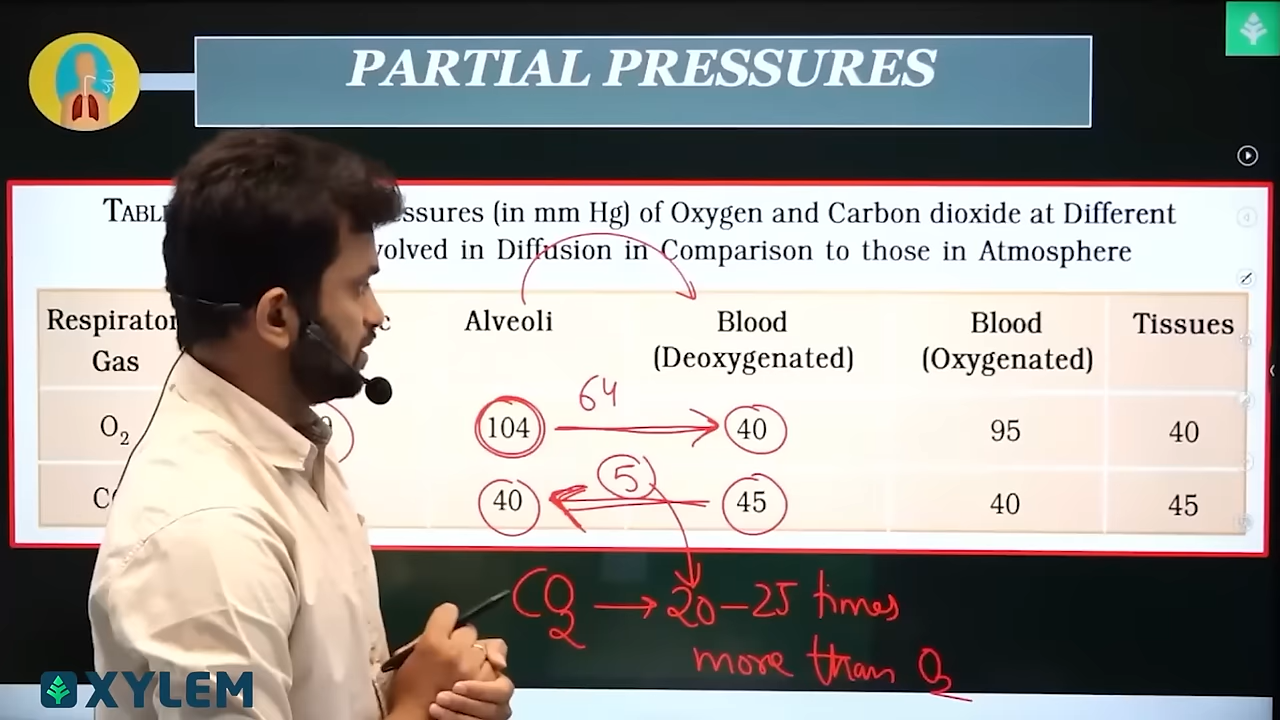 PARTIAL PRESSURES
ssures (in mm Hg) of Oxygen and Carbon dioxide at Different
volved in Diffusion in Comparison to those in Atmosphere
Alveoli Blood Blood Tissues
Gas (Deoxygenated) (Oxygenated)
64
O₂ 104 40 95 40
5
40 45 40 45
CO₂ → 20–25 times
more than O₂
XYLEM